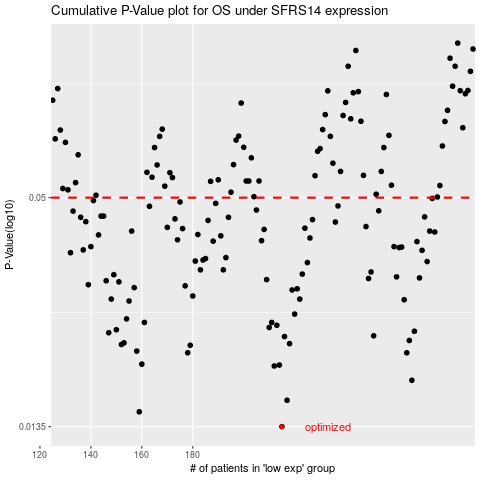 Cumulative P-Value plot for OS under SFRS14 expression
P-Value(log10)
0.05
0.0135
optimized
120 140 160 180
# of patients in 'low exp' group